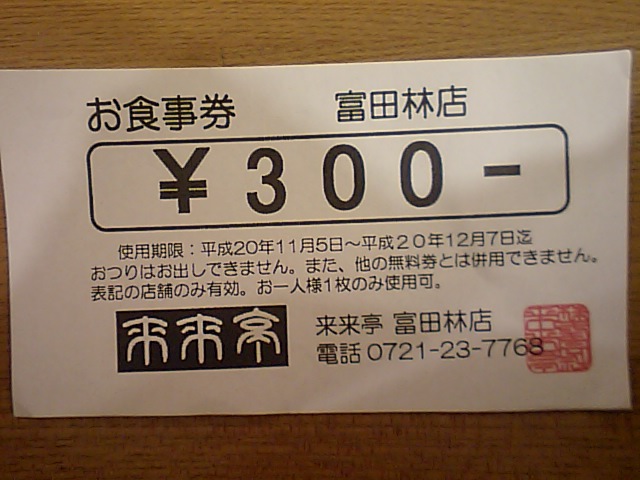 お食事券 富田林店
¥300-
使用期限：平成20年11月5日〜平成20年12月7日迄
おつりはお出しできません。また、他の無料券とは併用できません。
表記の店舗のみ有効。お一人様1枚のみ使用可。
来来亭
来来亭 富田林店
電話 0721-23-7768